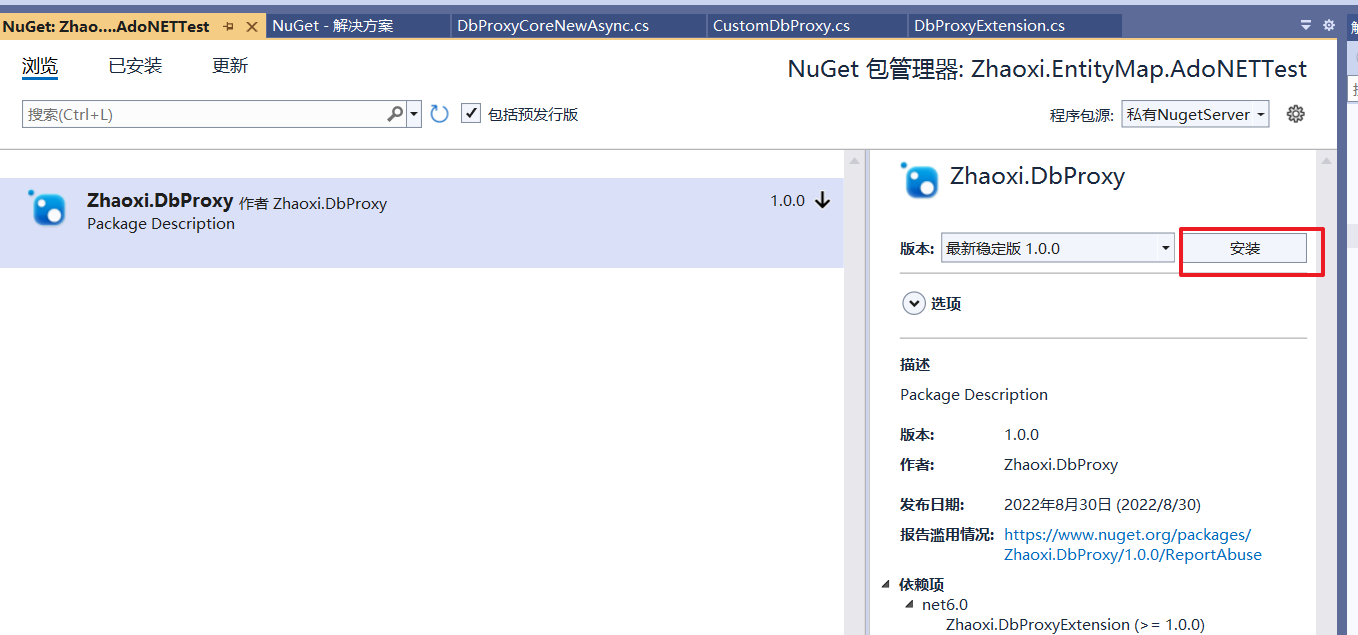 NuGet: Zhao....AdoNETTest
NuGet - 解决方案
DbProxyCoreNewAsync.cs
CustomDbProxy.cs
DbProxyExtension.cs
浏览
已安装
更新
NuGet 包管理器: Zhaoxi.EntityMap.AdoNETTest
搜索(Ctrl+L)
包括预发行版
程序包源:
私有NugetServer
Zhaoxi.DbProxy 作者 Zhaoxi.DbProxy
1.0.0
Package Description
Zhaoxi.DbProxy
版本:
最新稳定版 1.0.0
安装
选项
描述
Package Description
版本: 1.0.0
作者: Zhaoxi.DbProxy
发布日期: 2022年8月30日 (2022/8/30)
报告滥用情况: https://www.nuget.org/packages/
Zhaoxi.DbProxy/1.0.0/ReportAbuse
依赖项
net6.0
Zhaoxi.DbProxyExtension (>= 1.0.0)